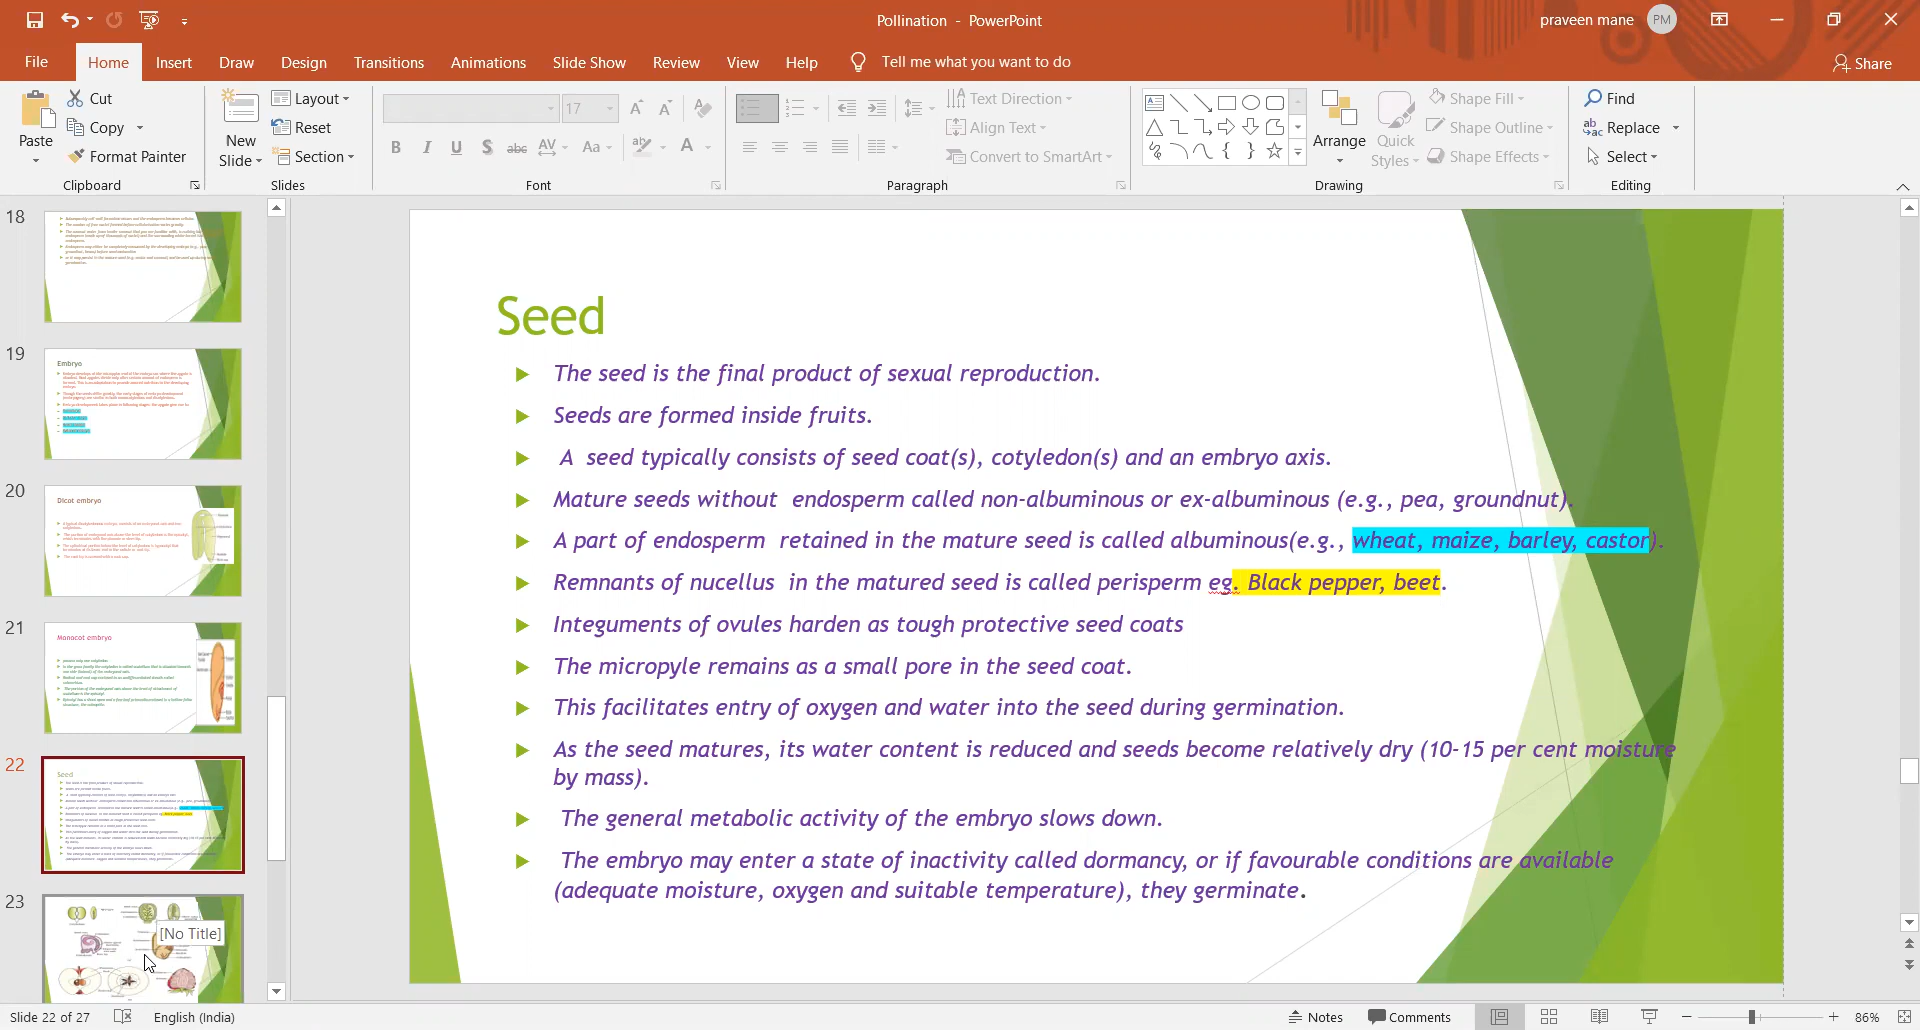 Pollination - PowerPoint
praveen mane PM
File Home Insert Draw Design Transitions Animations Slide Show Review View Help Tell me what you want to do Share
Paste
Cut
Copy
Format Painter
Clipboard
New Slide
Layout
Reset
Section
Slides
17
B I U S abc AV Aa ab A
Font
Text Direction
Align Text
Convert to SmartArt
Paragraph
Arrange
Quick Styles
Shape Fill
Shape Outline
Shape Effects
Drawing
Find
Replace
Select
Editing
18
19
Embryo
20
Dicot embryo
21
Monocot embryo
22
Seed
23
[No Title]
Seed
The seed is the final product of sexual reproduction.
Seeds are formed inside fruits.
A seed typically consists of seed coat(s), cotyledon(s) and an embryo axis.
Mature seeds without endosperm called non-albuminous or ex-albuminous (e.g., pea, groundnut).
A part of endosperm retained in the mature seed is called albuminous(e.g., wheat, maize, barley, castor).
Remnants of nucellus in the matured seed is called perisperm eg. Black pepper, beet.
Integuments of ovules harden as tough protective seed coats
The micropyle remains as a small pore in the seed coat.
This facilitates entry of oxygen and water into the seed during germination.
As the seed matures, its water content is reduced and seeds become relatively dry (10-15 per cent moisture
by mass).
The general metabolic activity of the embryo slows down.
The embryo may enter a state of inactivity called dormancy, or if favourable conditions are available
(adequate moisture, oxygen and suitable temperature), they germinate.
Slide 22 of 27 English (India) Notes Comments 86%